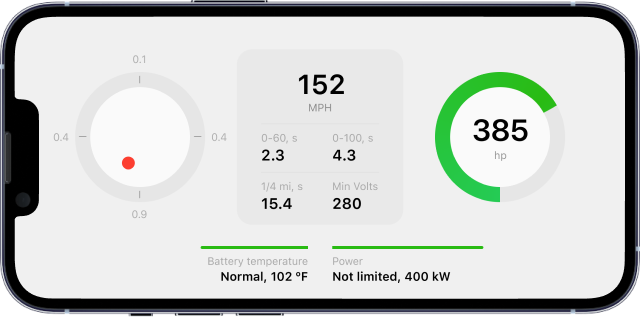 0.1
0.4
0.4
0.9
152
MPH
0-60, s
0-100, s
2.3
4.3
1/4 mi, s
Min Volts
15.4
280
385
hp
Battery temperature
Normal, 102 ºF
Power
Not limited, 400 kW